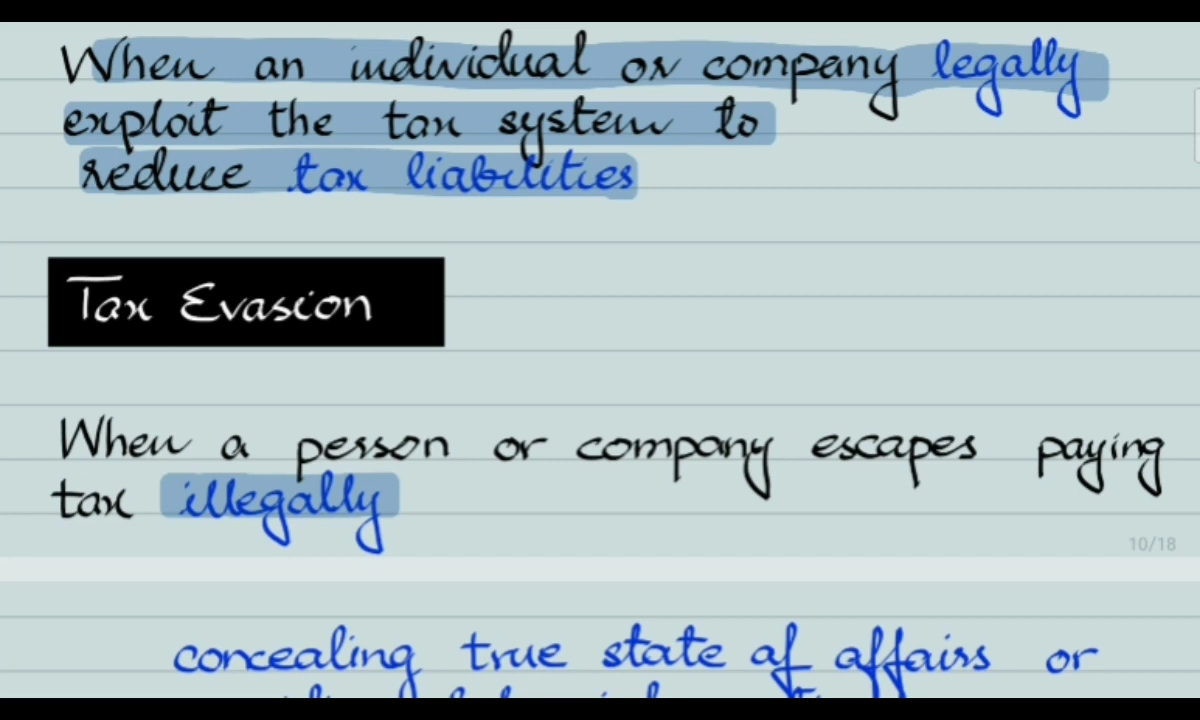 When an individual or company legally
exploit the tax system to
reduce tax liabilities
Tax Evasion
When a person or company escapes paying
tax illegally
10/18
concealing true state of affairs or